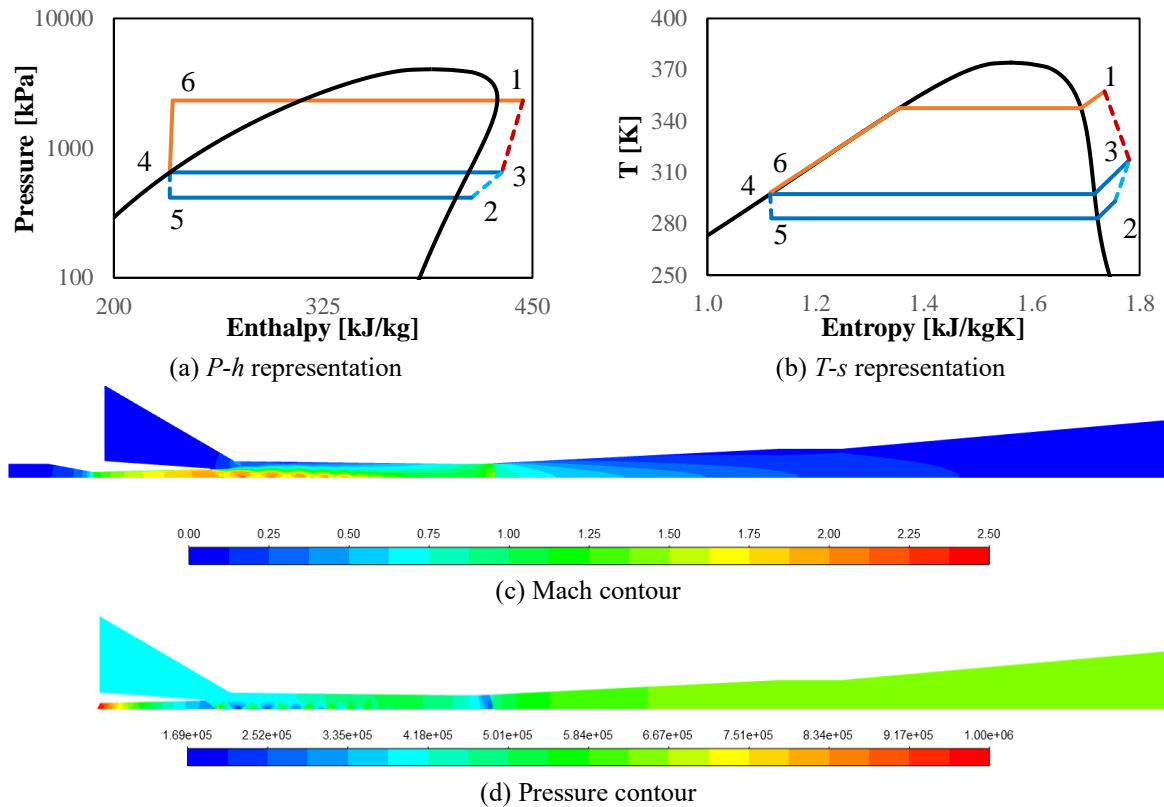 10000
1000
100
Pressure [kPa]
6
1
4
3
5
2
200
325
450
Enthalpy [kJ/kg]
(a) P-h representation
400
370
340
310
280
250
T [K]
1
3
4
6
5
2
1.0
1.2
1.4
1.6
1.8
Entropy [kJ/kgK]
(b) T-s representation
0.00 0.25 0.50 0.75 1.00 1.25 1.50 1.75 2.00 2.25 2.50
(c) Mach contour
1.69e+05 2.52e+05 3.35e+05 4.18e+05 5.01e+05 5.84e+05 6.67e+05 7.51e+05 8.34e+05 9.17e+05 1.00e+06
(d) Pressure contour